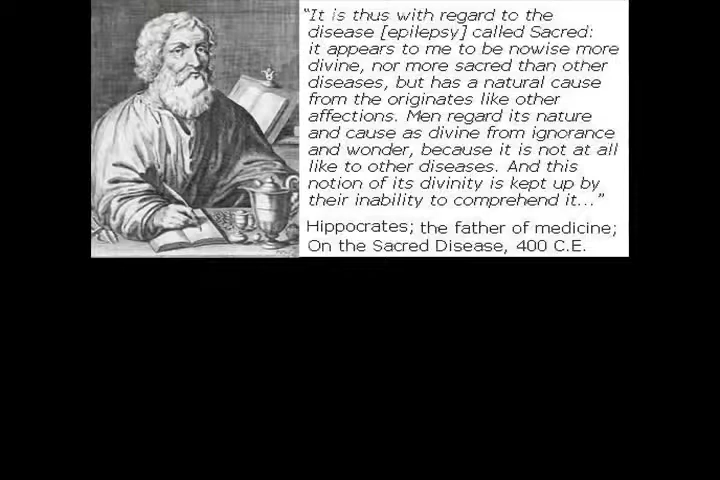 “It is thus with regard to the
disease [epilepsy] called Sacred:
it appears to me to be nowise more
divine, nor more sacred than other
diseases, but has a natural cause
from the originates like other
affections. Men regard its nature
and cause as divine from ignorance
and wonder, because it is not at all
like to other diseases. And this
notion of its divinity is kept up by
their inability to comprehend it...”
Hippocrates; the father of medicine;
On the Sacred Disease, 400 C.E.